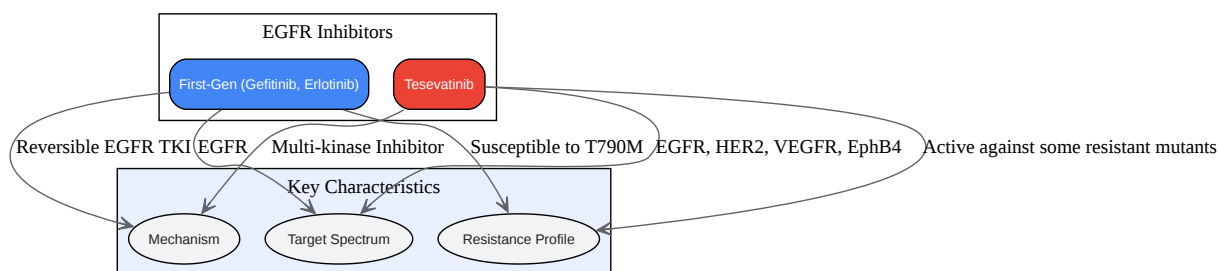 EGFR Inhibitors
First-Gen (Gefitinib, Erlotinib)
Tesevatinib
Reversible EGFR TKI
EGFR
Multi-kinase Inhibitor
Susceptible to T790M
EGFR, HER2, VEGFR, EphB4
Active against some resistant mutants
Key Characteristics
Mechanism
Target Spectrum
Resistance Profile